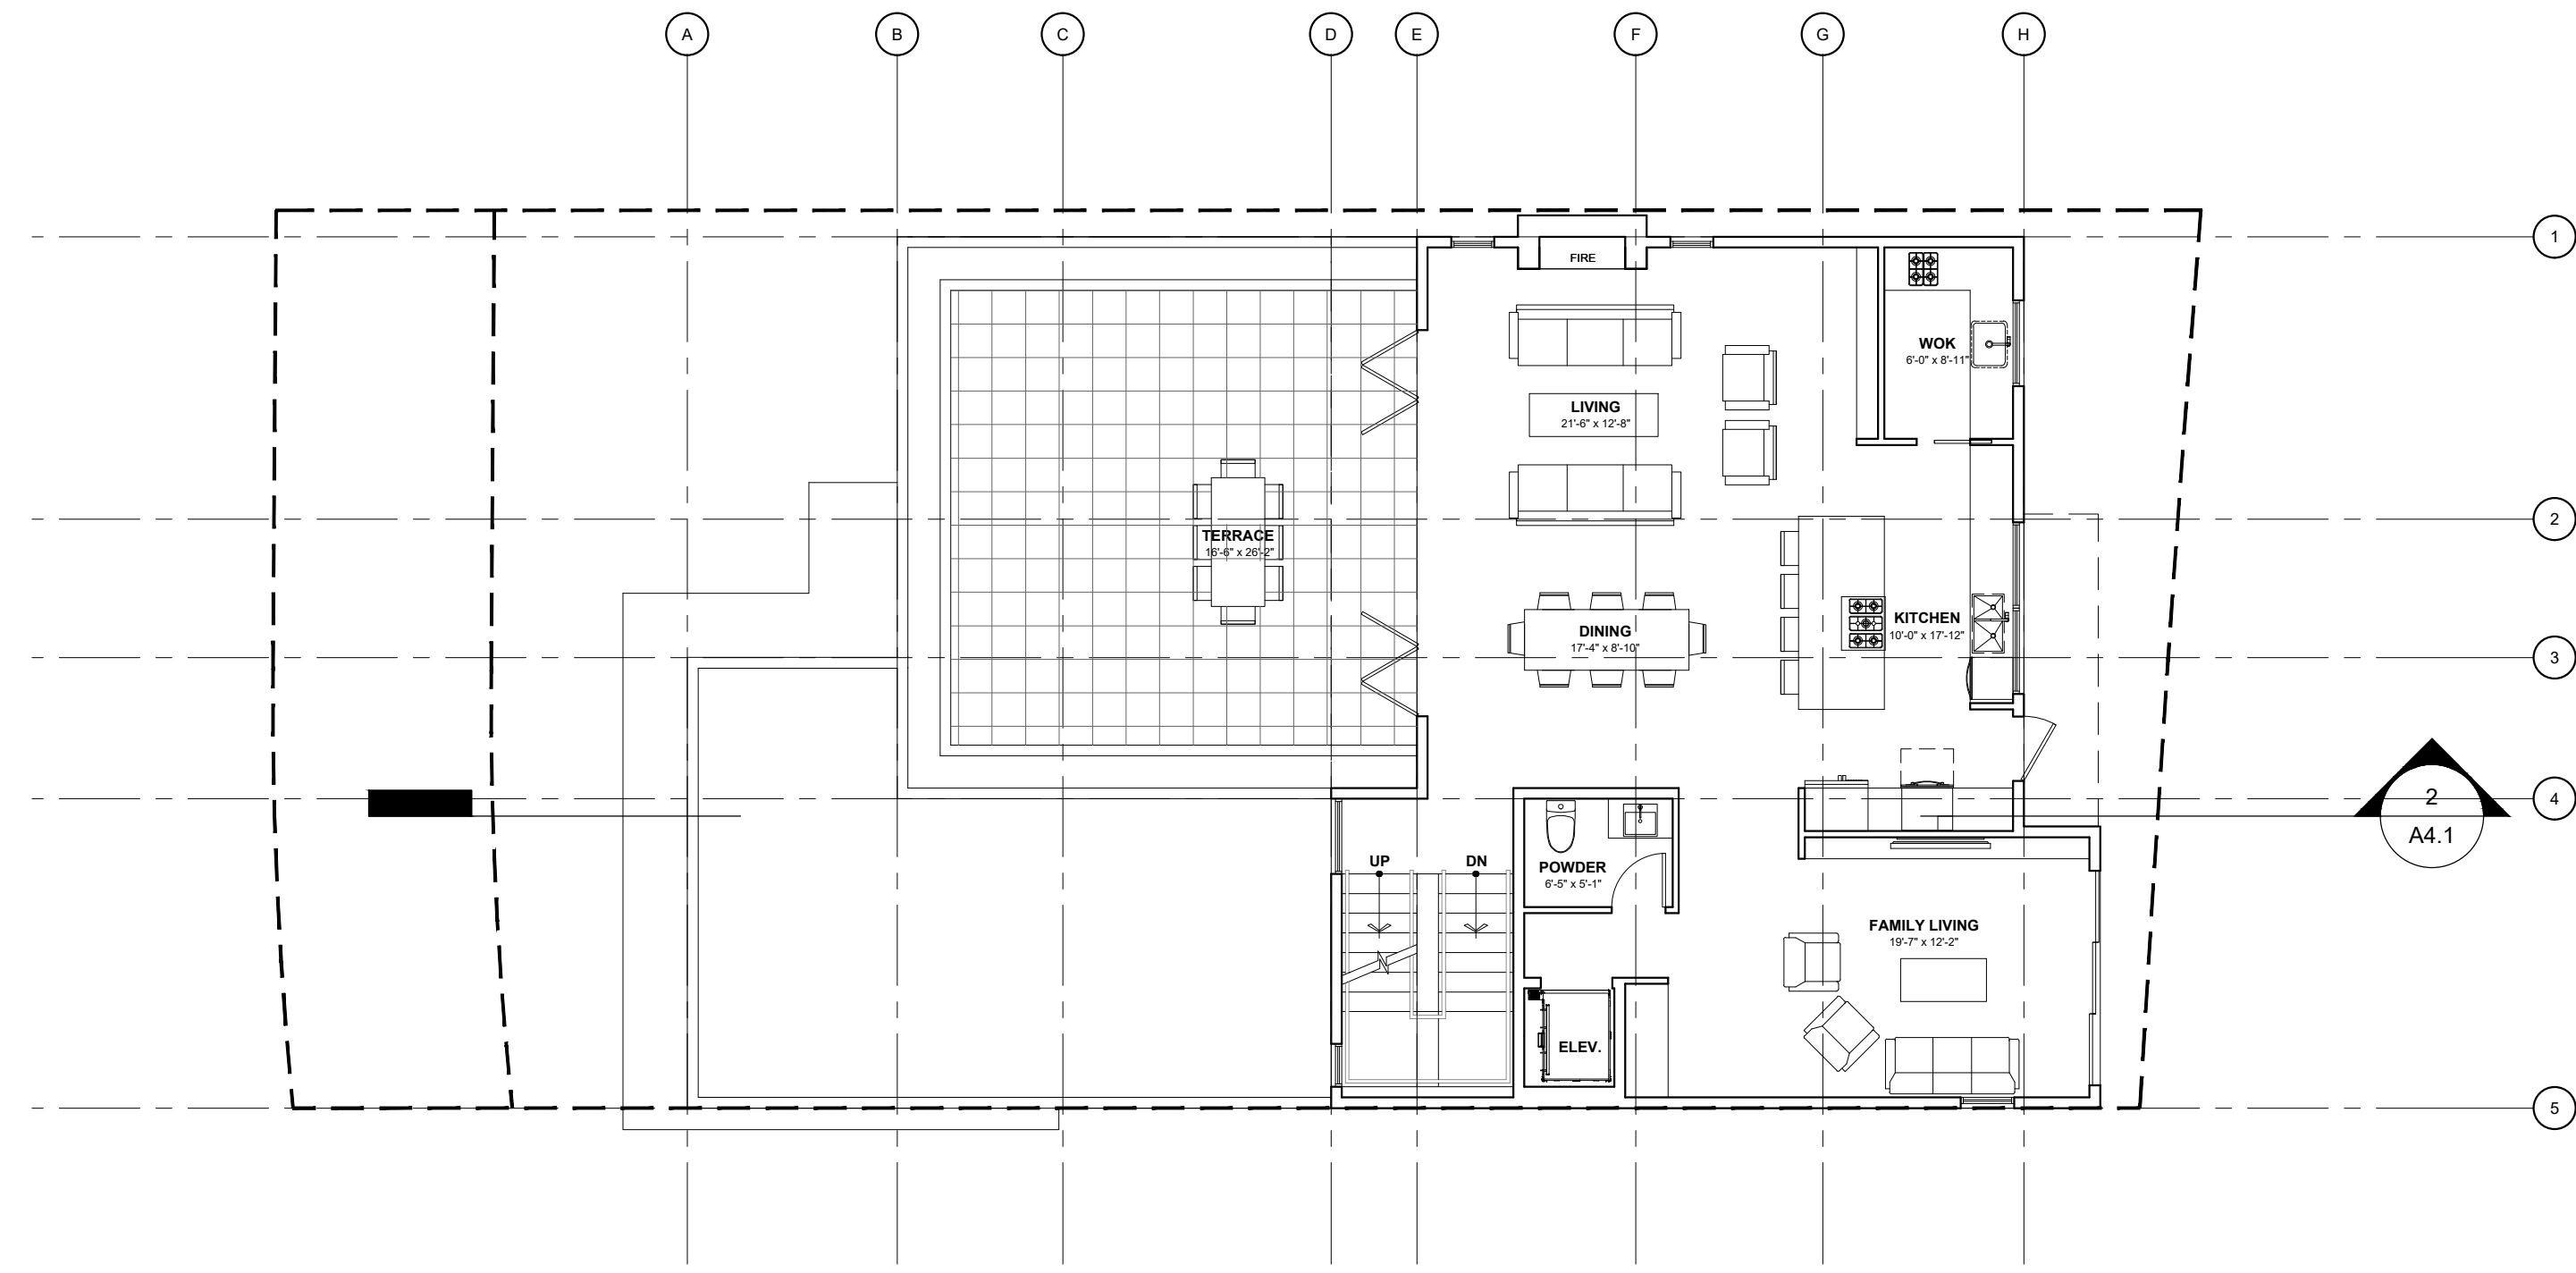 A B C D E F G H
1
FIRE
WOK
6'-0" x 8'-11"
LIVING
21'-6" x 12'-8"
2
TERRACE
16'-6" x 26'-2"
KITCHEN
10'-0" x 17'-12"
DINING
17'-4" x 8'-10"
3
2
4
A4.1
UP
DN
POWDER
6'-5" x 5'-1"
FAMILY LIVING
19'-7" x 12'-2"
ELEV.
5